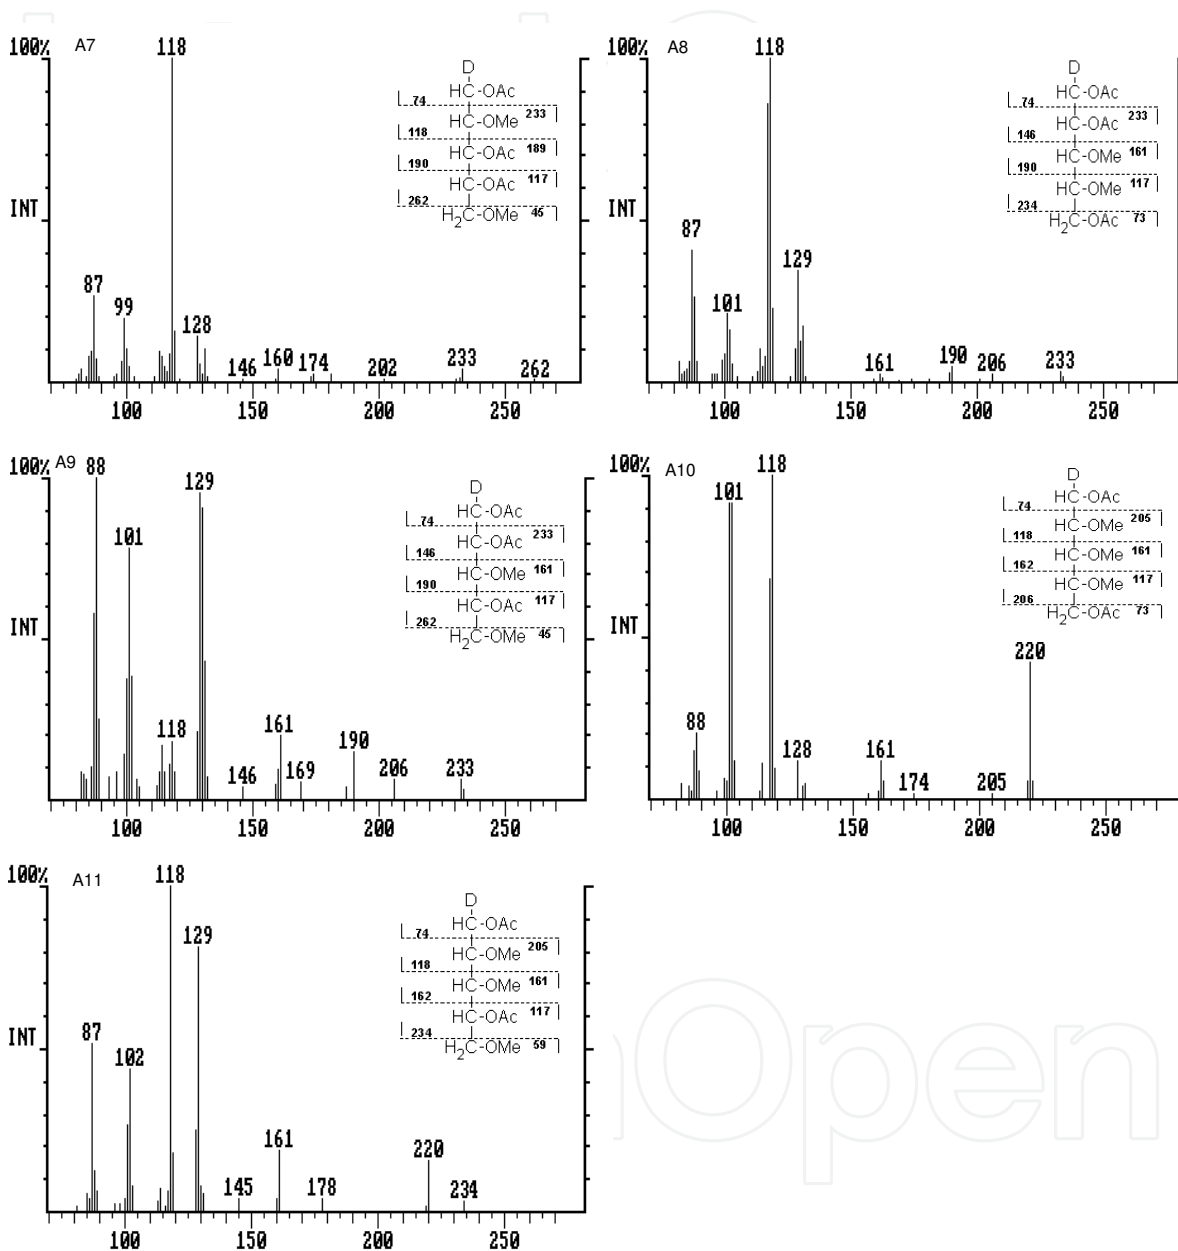 100% A7 118
87
99
128
146 160 174 202 233 262
INT
100 150 200 250
D
HC-OAc
74
HC-OMe 233
118
HC-OAc 189
190
HC-OAc 117
262
H2C-OMe 45
100% A8 118
87
129
101
161 190 206 233
INT
100 150 200 250
D
HC-OAc
74
HC-OAc 233
146
HC-OMe 161
190
HC-OMe 117
234
H2C-OAc 73
100% A9 88
129
101
118
146 161 169 190 206 233
INT
100 150 200 250
D
HC-OAc
74
HC-OAc 233
146
HC-OMe 161
190
HC-OAc 117
262
H2C-OMe 45
100% A10 118
101
88
128 161 174 205 220
INT
100 150 200 250
D
HC-OAc
74
HC-OMe 205
118
HC-OMe 161
162
HC-OMe 117
206
H2C-OAc 73
100% A11 118
129
87
102
145 161 178 220 234
INT
100 150 200 250
D
HC-OAc
74
HC-OMe 205
118
HC-OMe 161
162
HC-OAc 117
234
H2C-OMe 59
Open